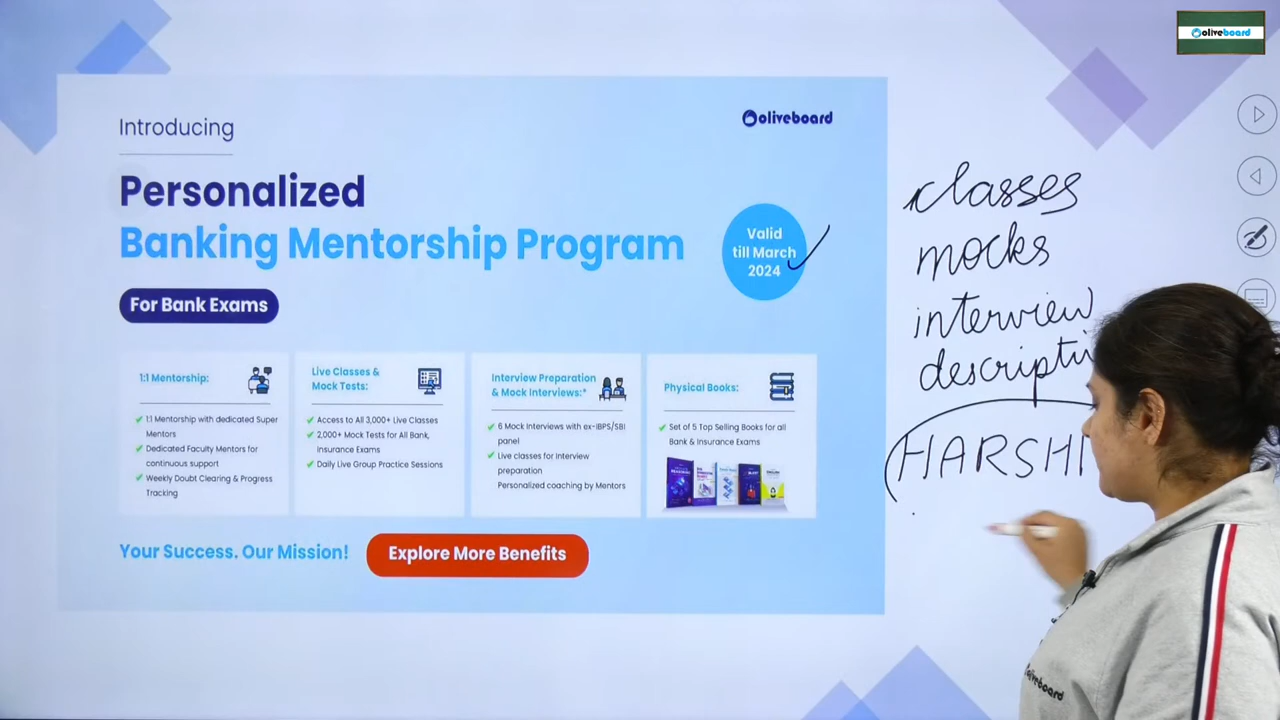 oliveboard
Introducing
oliveboard
Personalized
Banking Mentorship Program
Valid
till March
2024
For Bank Exams
1:1 Mentorship:
1:1 Mentorship with dedicated Super
Mentors
Dedicated Faculty Mentors for
continuous support
Weekly Doubt Clearing & Progress
Tracking
Live Classes &
Mock Tests:
Access to All 3,000+ Live Classes
2,000+ Mock Tests for All Bank,
Insurance Exams
Daily Live Group Practice Sessions
Interview Preparation
& Mock Interviews:*
6 Mock Interviews with ex-IBPS/SBI
panel
Live classes for Interview
preparation
Personalized coaching by Mentors
Physical Books:
Set of 5 Top Selling Books for all
Bank & Insurance Exams
Your Success. Our Mission!
Explore More Benefits
classes
mocks
interview
descripti
HARSHI
oliveboard